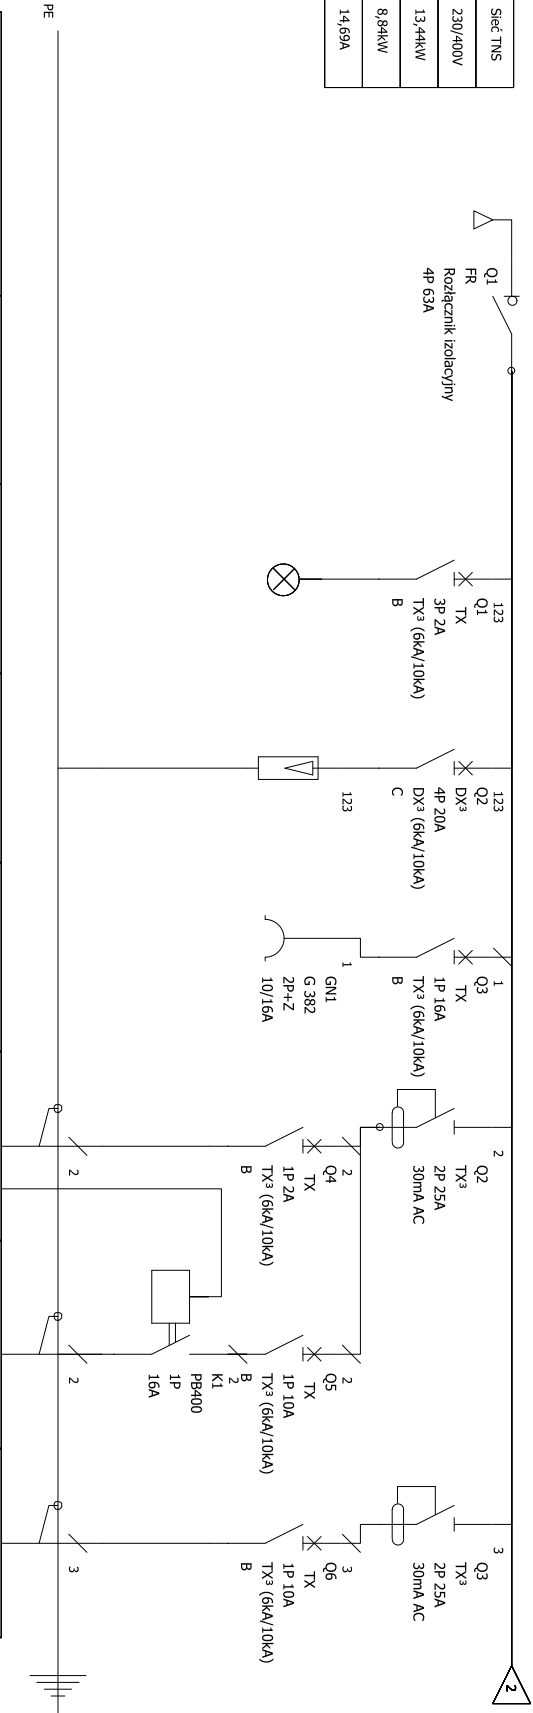 Sieć TNS
230/400V
13,44kW
8,84kW
14,69A
Q1
FR
Rozłącznik izolacyjny
4P 63A
123
Q1
TX
3P 2A
TX³ (6kA/10kA)
B
123
Q2
DX³
4P 20A
DX³ (6kA/10kA)
C
123
1
Q3
TX
1P 16A
TX³ (6kA/10kA)
B
1
GN1
G 382
2P+Z
10/16A
2
Q2
TX³
2P 25A
30mA AC
2
Q4
TX
1P 2A
TX³ (6kA/10kA)
B
2
2
Q5
TX
1P 10A
TX³ (6kA/10kA)
B
2
K1
PB400
1P
16A
2
3
Q3
TX³
2P 25A
30mA AC
3
Q6
TX
1P 10A
TX³ (6kA/10kA)
B
3
2
PE